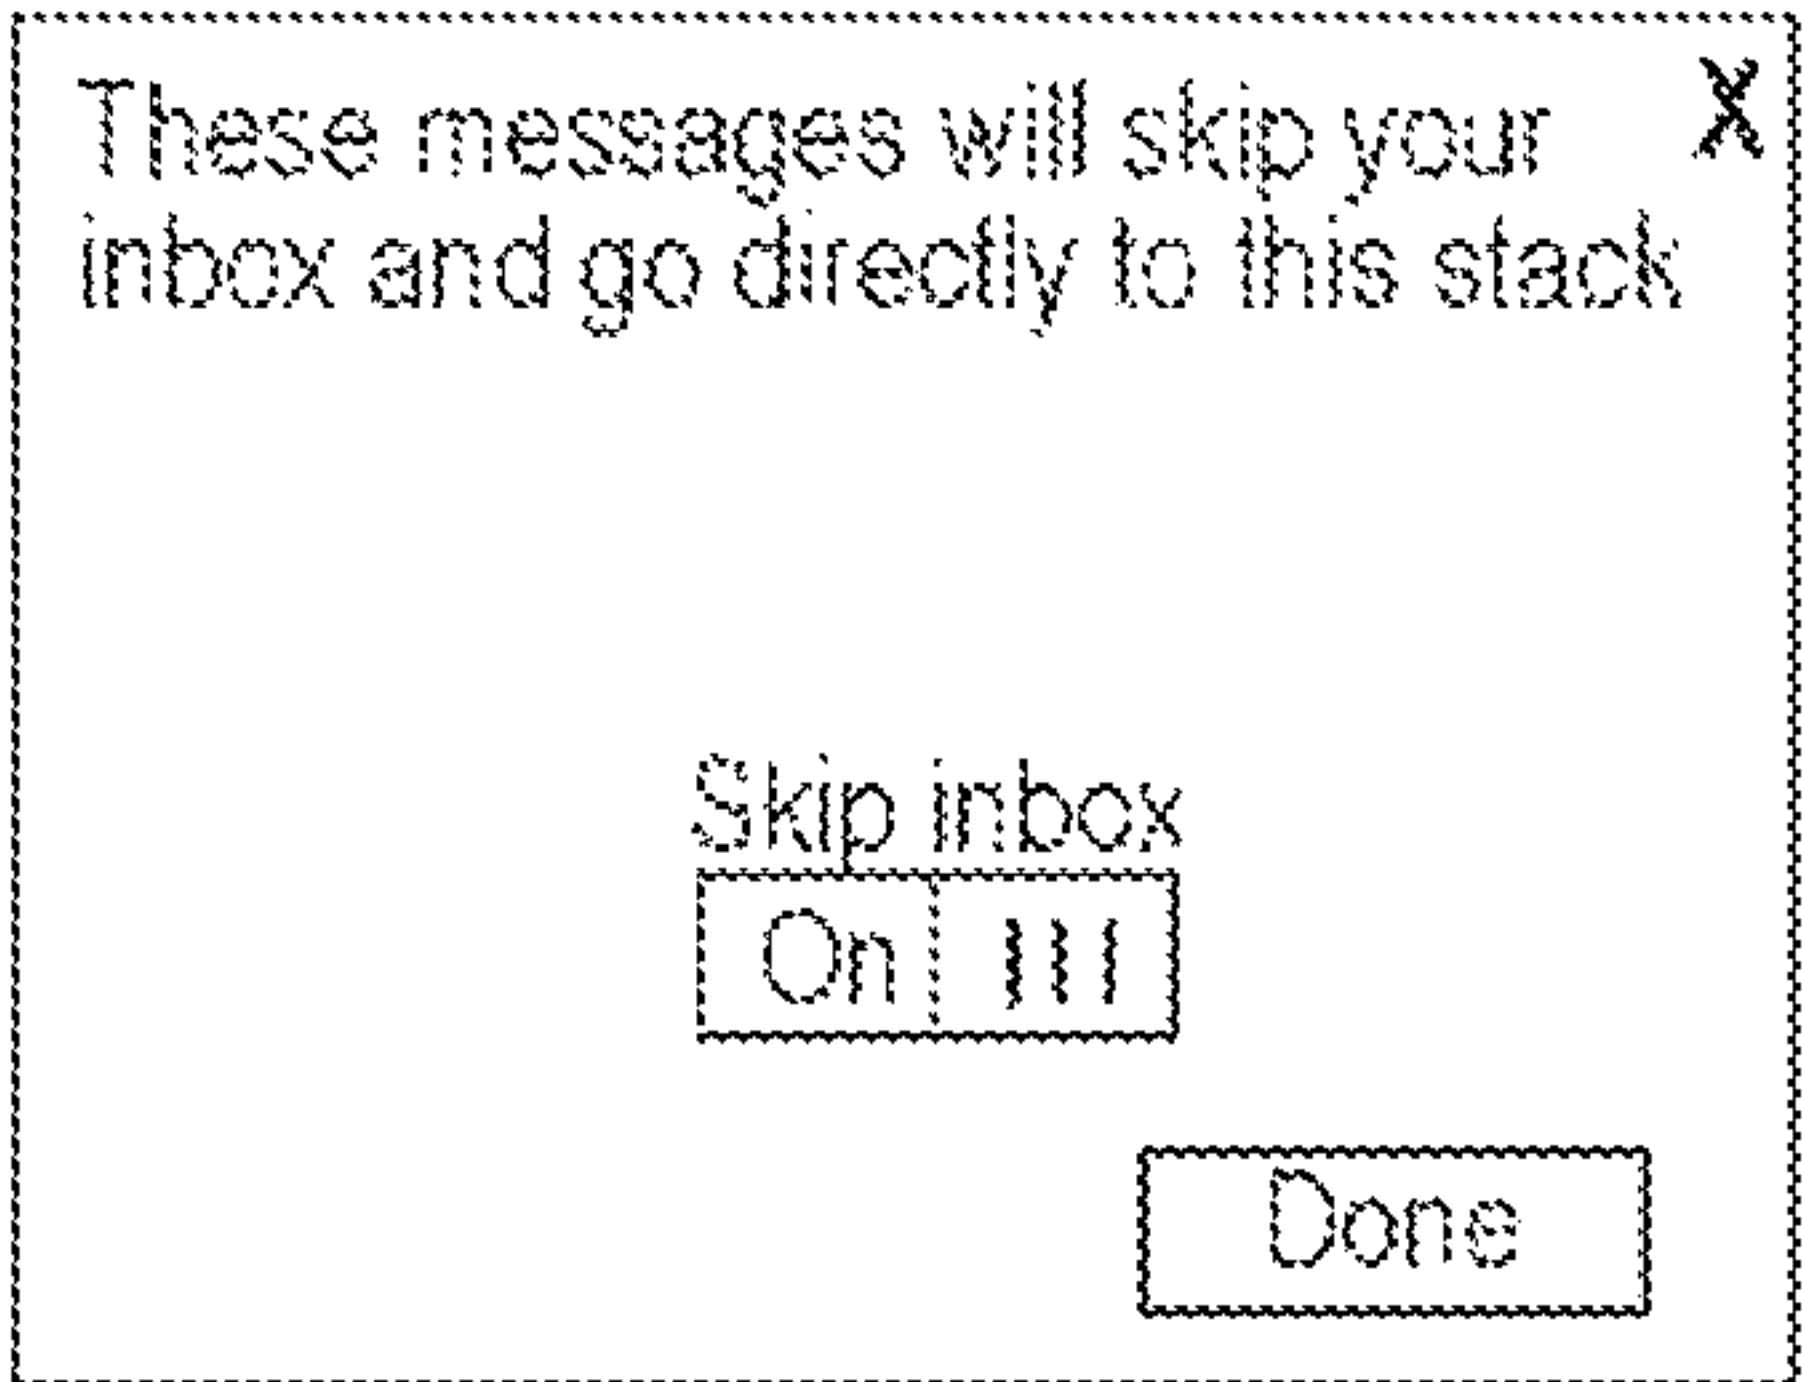 These messages will skip your X
inbox and go directly to this stack
Skip inbox
On
Done